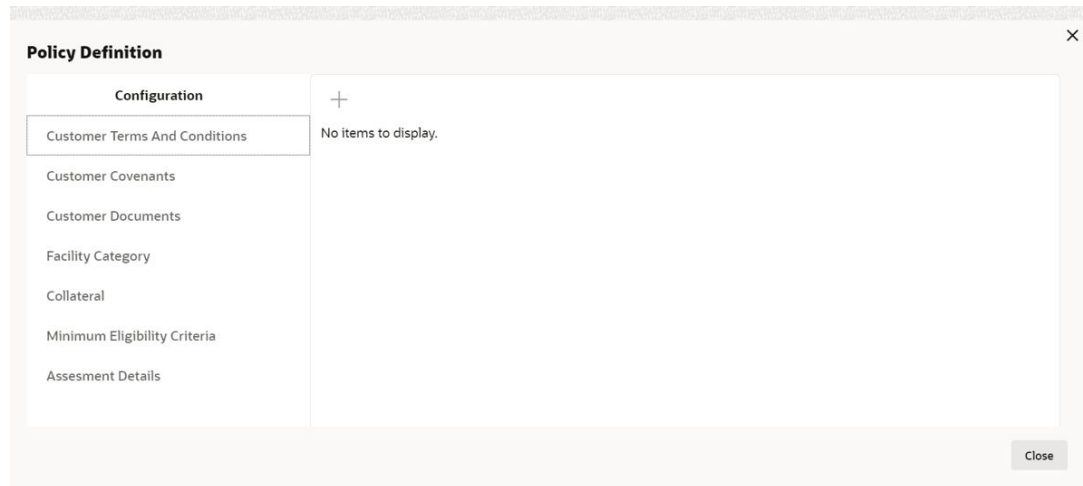 Policy Definition
Configuration
Customer Terms And Conditions
No items to display.
Customer Covenants
Customer Documents
Facility Category
Collateral
Minimum Eligibility Criteria
Assesment Details
Close